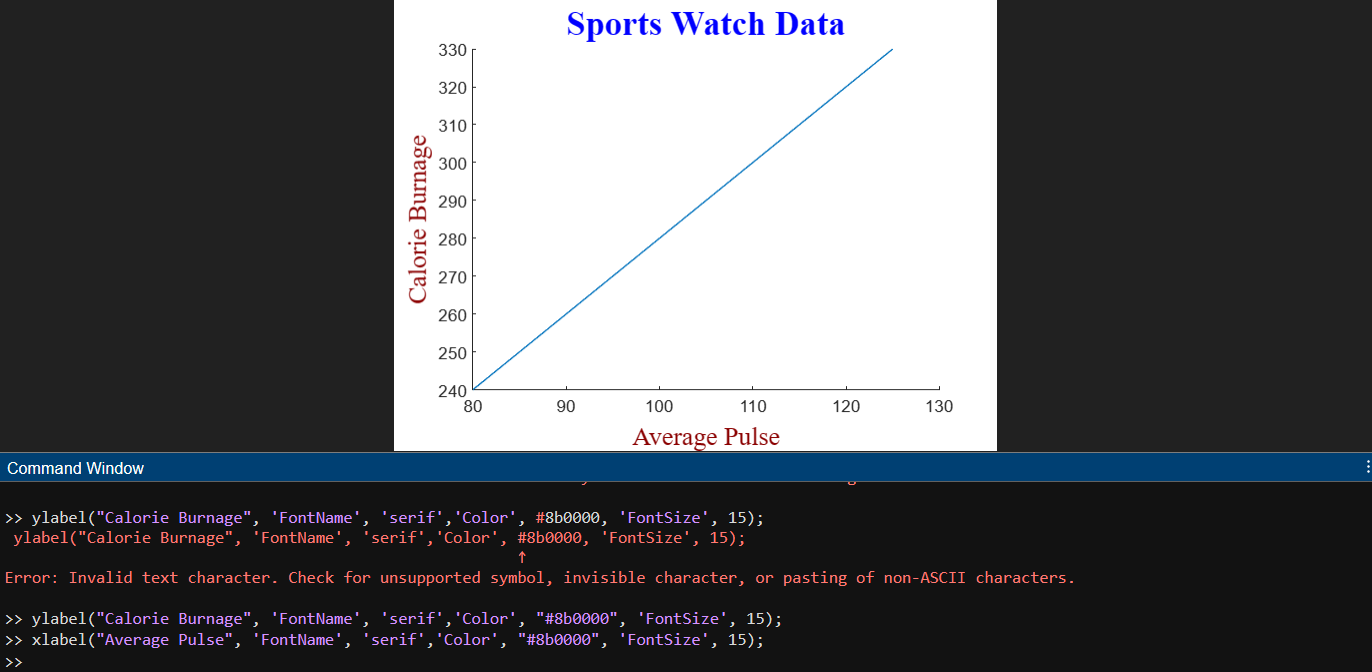 Sports Watch Data
330
320
310
300
290
280
270
260
250
240
Calorie Burnage
80 90 100 110 120 130
Average Pulse
Command Window
>> ylabel("Calorie Burnage", 'FontName', 'serif','Color', #8b0000, 'FontSize', 15);
ylabel("Calorie Burnage", 'FontName', 'serif','Color', #8b0000, 'FontSize', 15);
↑
Error: Invalid text character. Check for unsupported symbol, invisible character, or pasting of non-ASCII characters.
>> ylabel("Calorie Burnage", 'FontName', 'serif','Color', "#8b0000", 'FontSize', 15);
>> xlabel("Average Pulse", 'FontName', 'serif','Color', "#8b0000", 'FontSize', 15);
>>